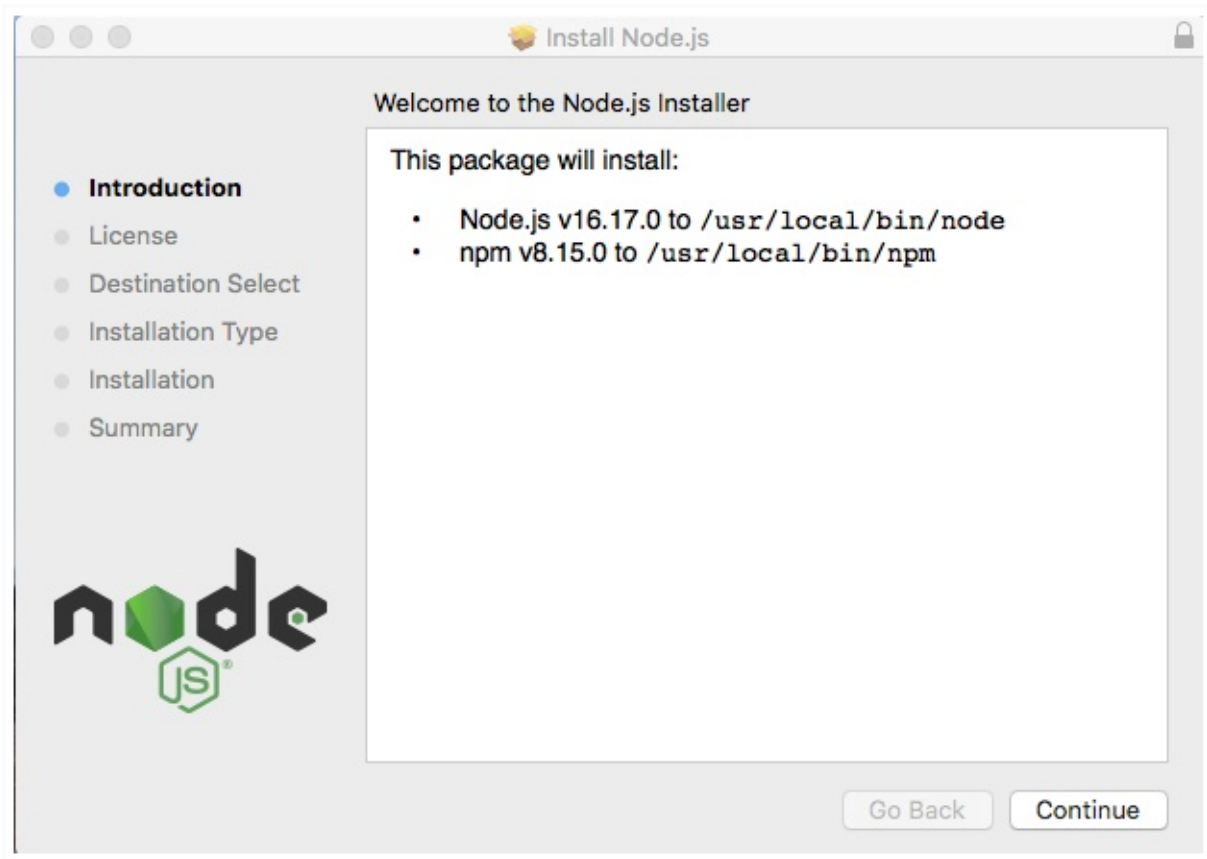 Install Node.js
Welcome to the Node.js Installer
Introduction
License
Destination Select
Installation Type
Installation
Summary
This package will install:
• Node.js v16.17.0 to /usr/local/bin/node
• npm v8.15.0 to /usr/local/bin/npm
node
JS®
Go Back
Continue